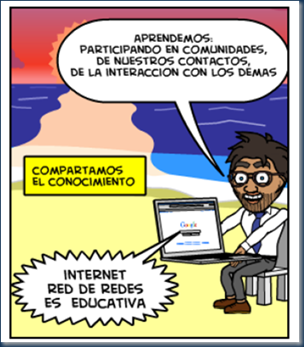 APRENDEMOS:
PARTICIPANDO EN COMUNIDADES,
DE NUESTROS CONTACTOS,
DE LA INTERACCION CON LOS DEMAS
COMPARTAMOS
EL CONOCIMIENTO
Google
INTERNET
RED DE REDES
ES EDUCATIVA